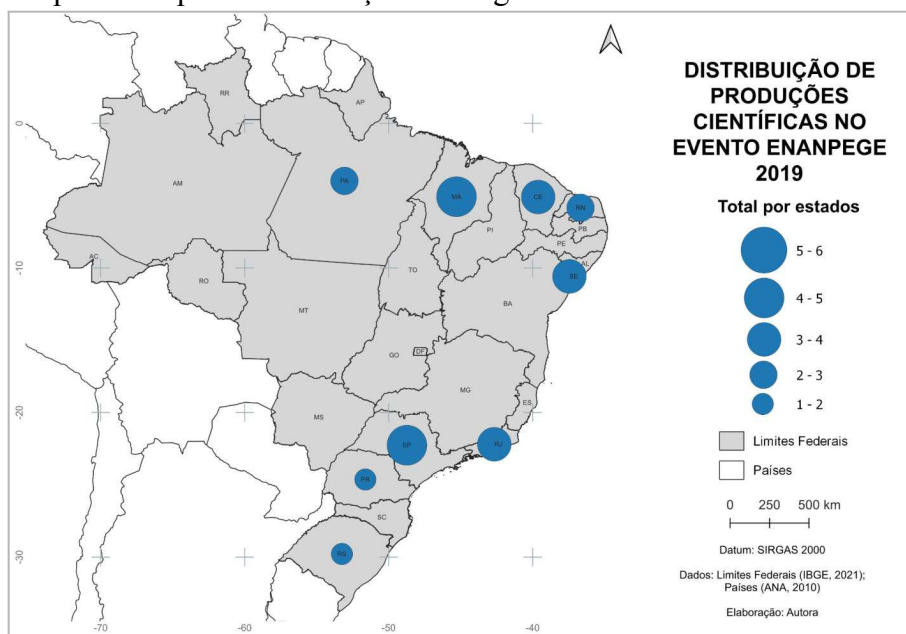 DISTRIBUIÇÃO DE
PRODUÇÕES
CIENTÍFICAS NO
EVENTO ENANPEGE
2019
Total por estados
5 - 6
4 - 5
3 - 4
2 - 3
1 - 2
Limites Federais
Países
0 250 500 km
Datum: SIRGAS 2000
Dados: Limites Federais (IBGE, 2021);
Países (ANA, 2010)
Elaboração: Autora
RR
AP
AM
PA
MA
CE
RN
PB
PI
PE
AL
SE
AC
RO
TO
BA
MT
GO
DF
MG
ES
MS
SP
RJ
PR
SC
RS
0
-10
-20
-30
-70
-60
-50
-40